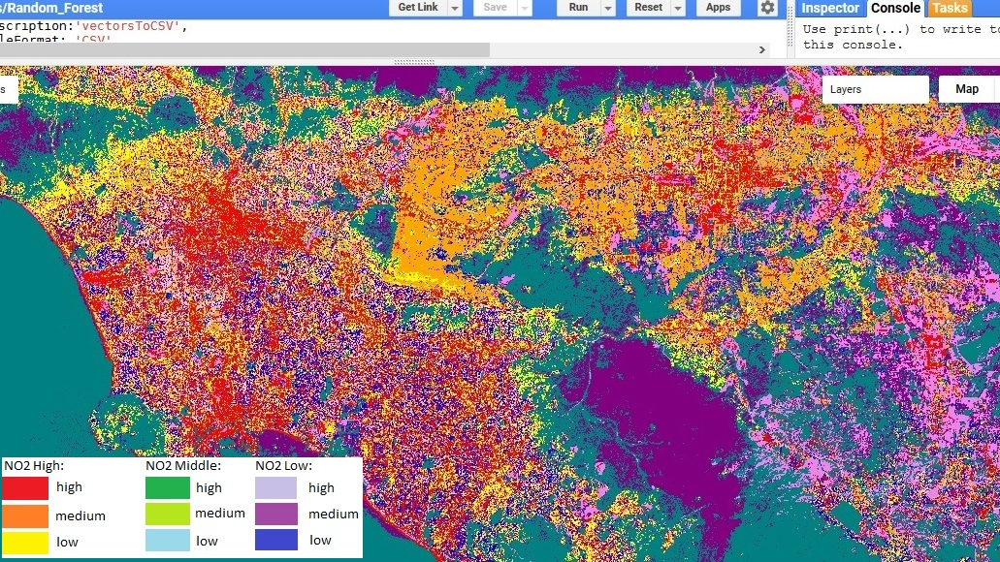 s/Random_Forest
Get Link Save Run Reset Apps
Inspector Console Tasks
scription:'vectorsToCSV',
leFormat: 'CSV'
Use print(...) to write to
this console.
s
Layers
Map
NO2 High: NO2 Middle: NO2 Low:
high high high
medium medium medium
low low low